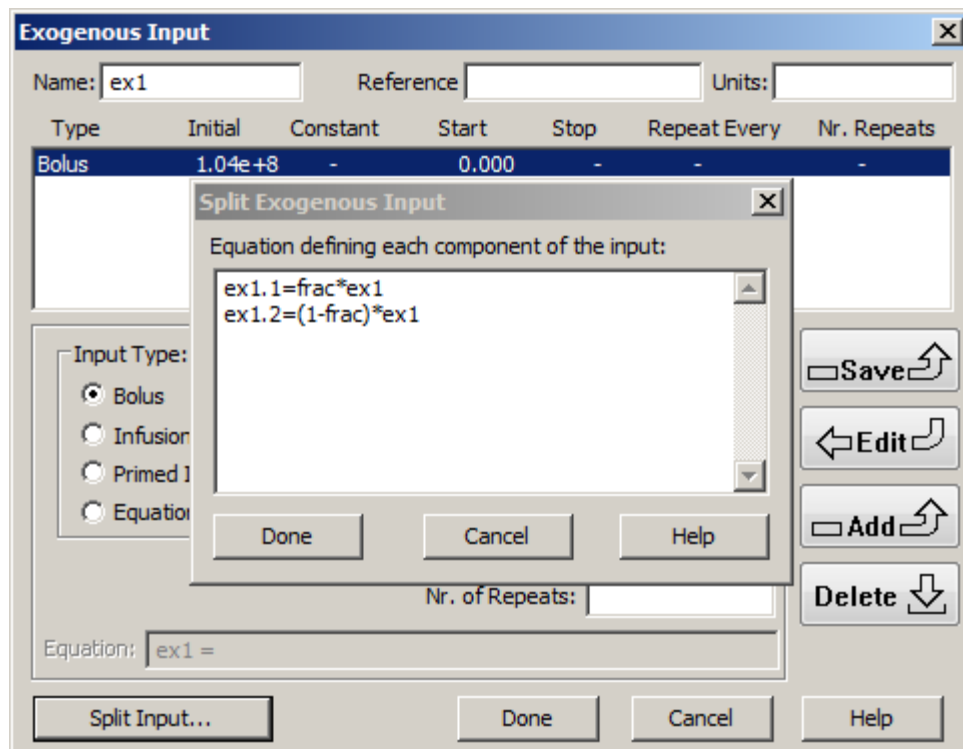 Exogenous Input
Name: ex1 Reference Units:
Type Initial Constant Start Stop Repeat Every Nr. Repeats
Bolus 1.04e+8 - 0.000 - - -
Split Exogenous Input
Equation defining each component of the input:
ex1.1=frac*ex1
ex1.2=(1-frac)*ex1
Done Cancel Help
Input Type:
Bolus
Infusion
Primed I
Equation
Nr. of Repeats:
Equation: ex1 =
Save
Edit
Add
Delete
Split Input... Done Cancel Help